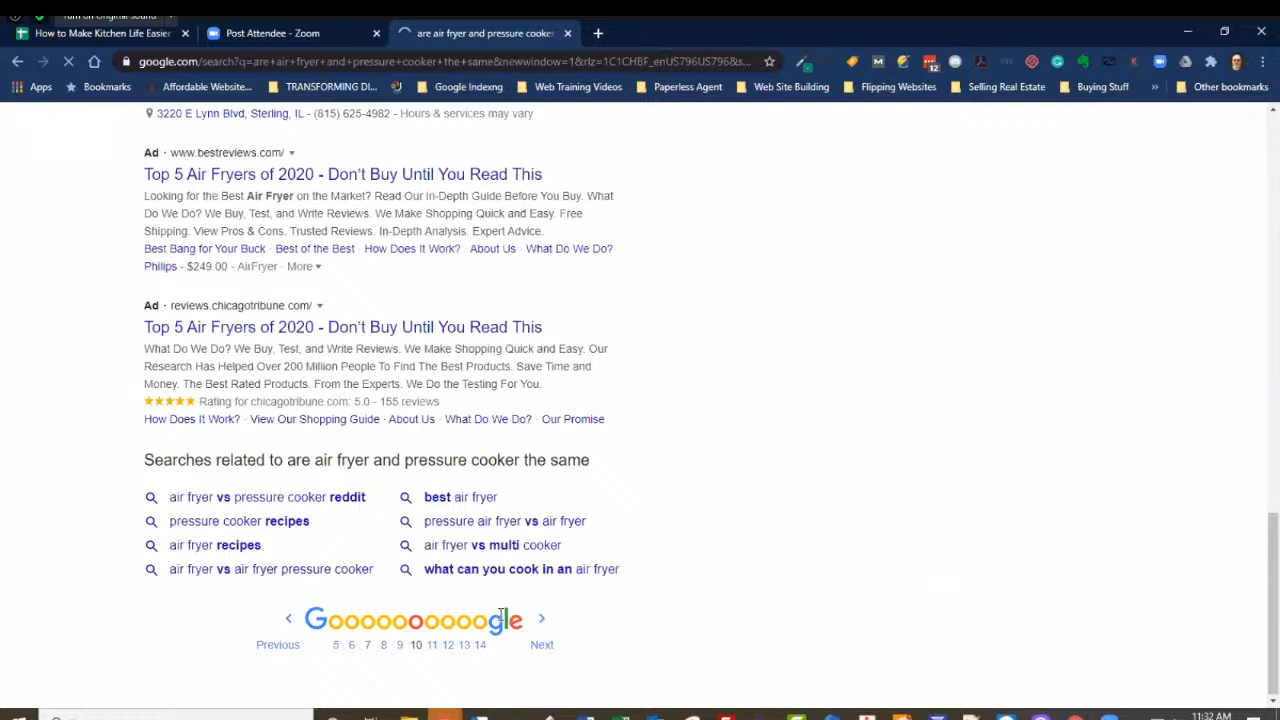 Turn on Original Sound
How to Make Kitchen Life Easier
Post Attendee - Zoom
are air fryer and pressure cooker
google.com/search?q=are+air+fryer+and+pressure+cooker+the+same&newwindow=1&rlz=1C1CHBF_enUS796US796&s...
12
Apps
Bookmarks
Affordable Website...
TRANSFORMING DI...
Google Indexng
Web Training Videos
Paperless Agent
Web Site Building
Flipping Websites
Selling Real Estate
Buying Stuff
»
Other bookmarks
3220 E Lynn Blvd, Sterling, IL - (815) 625-4982 - Hours & services may vary
Ad · www.bestreviews.com/
Top 5 Air Fryers of 2020 - Don't Buy Until You Read This
Looking for the Best Air Fryer on the Market? Read Our in-Depth Guide Before You Buy. What
Do We Do? We Buy, Test, and Write Reviews. We Make Shopping Quick and Easy. Free
Shipping. View Pros & Cons. Trusted Reviews. In-Depth Analysis. Expert Advice.
Best Bang for Your Buck · Best of the Best · How Does It Work? · About Us · What Do We Do?
Philips - $249.00 - AirFryer · More
Ad · reviews.chicagotribune.com/
Top 5 Air Fryers of 2020 - Don't Buy Until You Read This
What Do We Do? We Buy, Test, and Write Reviews. We Make Shopping Quick and Easy. Our
Research Has Helped Over 200 Million People To Find The Best Products. Save Time and
Money. The Best Rated Products. From the Experts. We Do the Testing For You.
Rating for chicagotribune.com: 5.0 - 155 reviews
How Does It Work? · View Our Shopping Guide · About Us · What Do We Do? · Our Promise
Searches related to are air fryer and pressure cooker the same
air fryer vs pressure cooker reddit
best air fryer
pressure cooker recipes
pressure air fryer vs air fryer
air fryer recipes
air fryer vs multi cooker
air fryer vs air fryer pressure cooker
what can you cook in an air fryer
Goooooooooogle
Previous 5 6 7 8 9 10 11 12 13 14 Next
11:32 AM